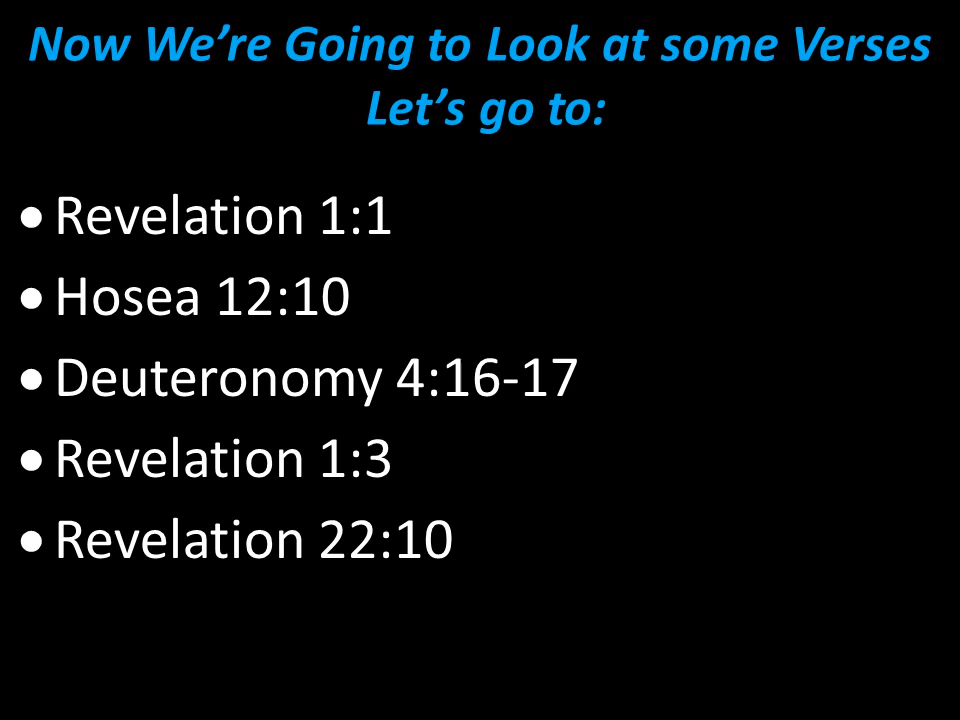 Now We’re Going to Look at some Verses
Let’s go to:
• Revelation 1:1
• Hosea 12:10
• Deuteronomy 4:16-17
• Revelation 1:3
• Revelation 22:10